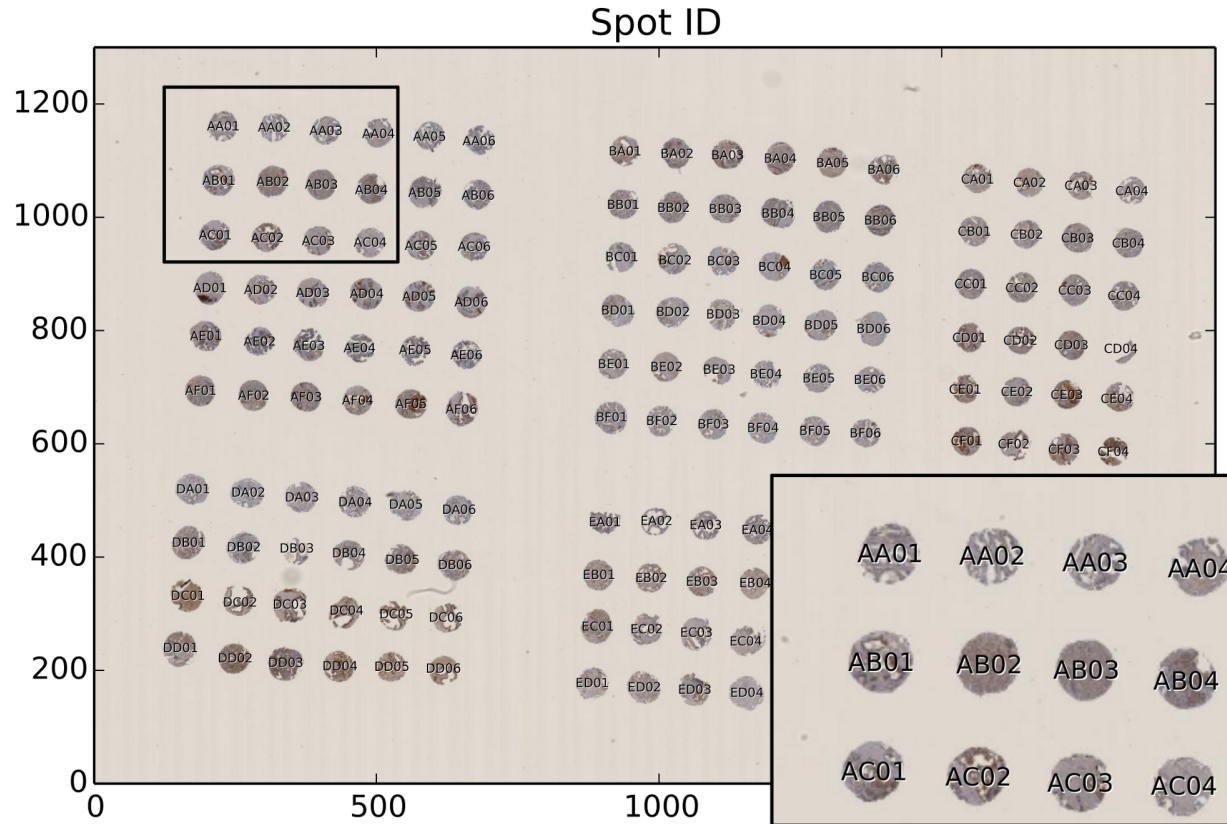 Spot ID
1200
1000
800
600
400
200
0
0 500 1000
AA01 AA02 AA03 AA04 AA05 AA06
AB01 AB02 AB03 AB04 AB05 AB06
AC01 AC02 AC03 AC04 AC05 AC06
AD01 AD02 AD03 AD04 AD05 AD06
AE01 AE02 AE03 AE04 AE05 AE06
AF01 AF02 AF03 AF04 AF05 AF06
BA01 BA02 BA03 BA04 BA05 BA06
BB01 BB02 BB03 BB04 BB05 BB06
BC01 BC02 BC03 BC04 BC05 BC06
BD01 BD02 BD03 BD04 BD05 BD06
BE01 BE02 BE03 BE04 BE05 BE06
BF01 BF02 BF03 BF04 BF05 BF06
CA01 CA02 CA03 CA04
CB01 CB02 CB03 CB04
CC01 CC02 CC03 CC04
CD01 CD02 CD03 CD04
CE01 CE02 CE03 CE04
CF01 CF02 CF03 CF04
DA01 DA02 DA03 DA04 DA05 DA06
DB01 DB02 DB03 DB04 DB05 DB06
DC01 DC02 DC03 DC04 DC05 DC06
DD01 DD02 DD03 DD04 DD05 DD06
EA01 EA02 EA03 EA04
EB01 EB02 EB03 EB04
EC01 EC02 EC03 EC04
ED01 ED02 ED03 ED04
AA01 AA02 AA03 AA04
AB01 AB02 AB03 AB04
AC01 AC02 AC03 AC04